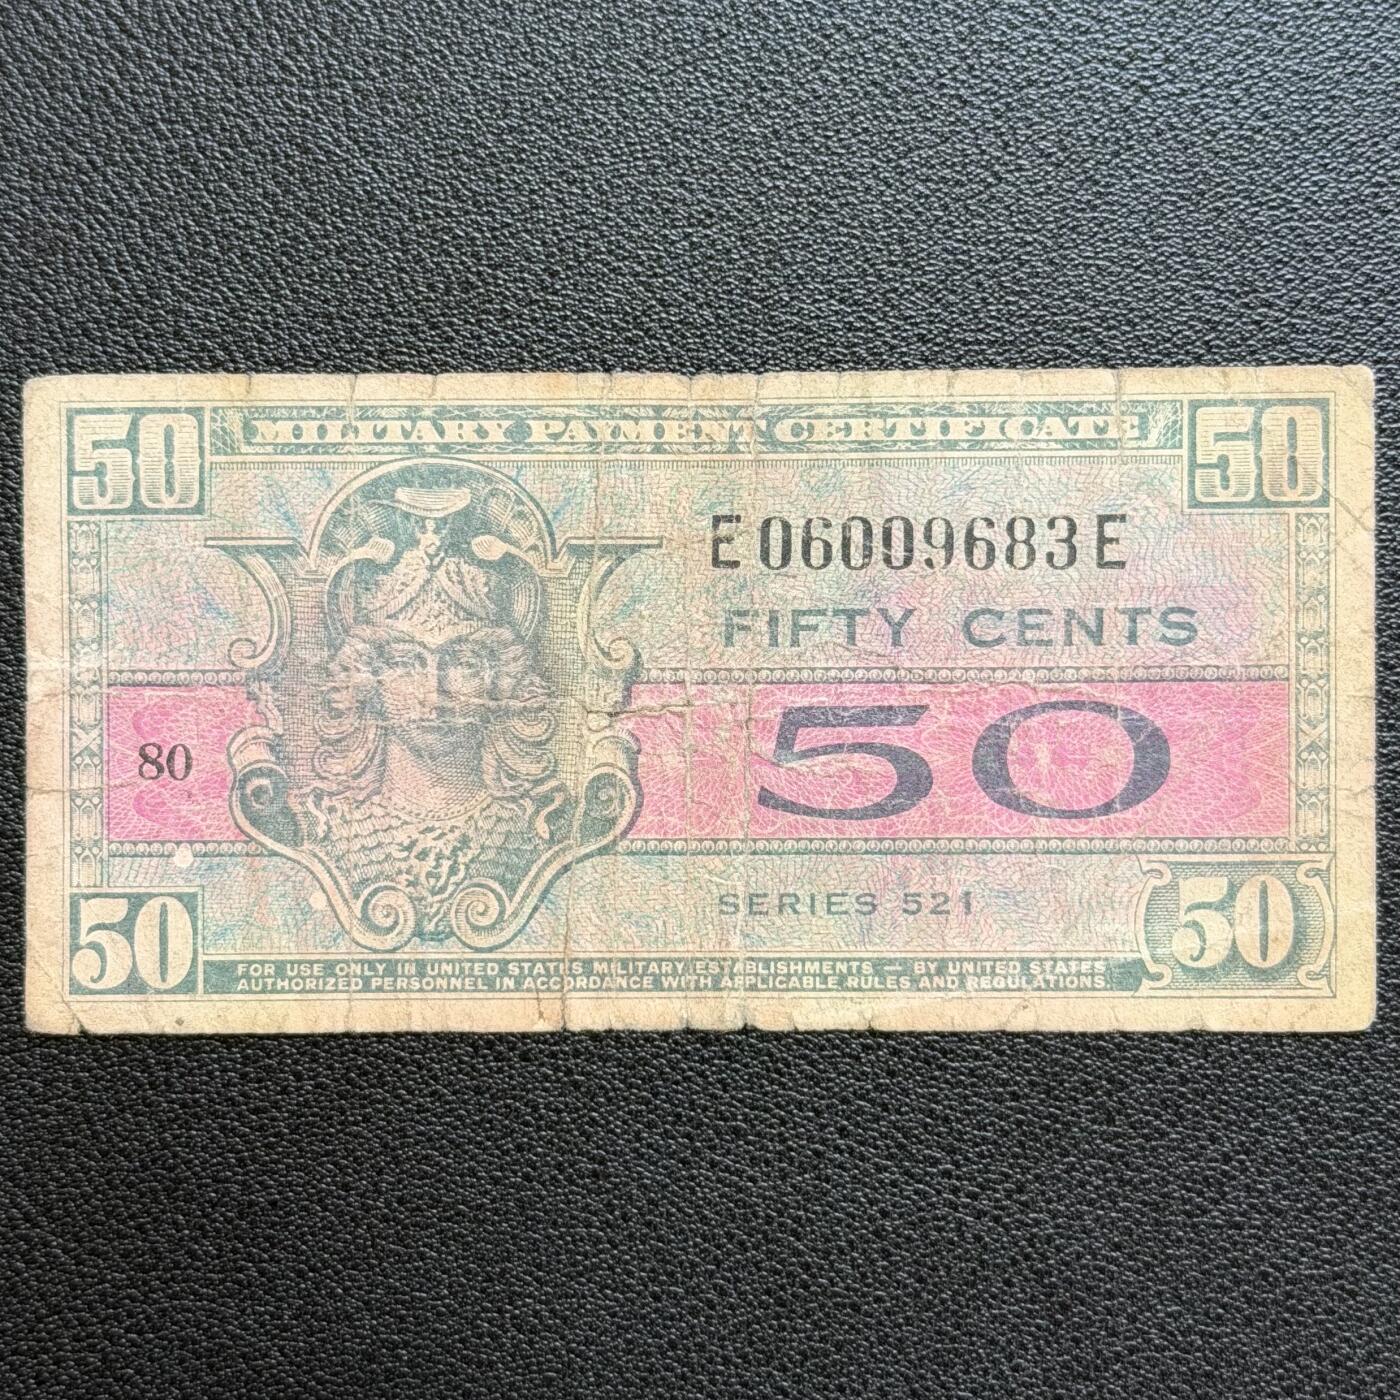 50 MILITARY PAYMENT CERTIFICATE 50
E06009683E
FIFTY CENTS
80 50
SERIES 521
50 50
FOR USE ONLY IN UNITED STATES MILITARY ESTABLISHMENTS — BY UNITED STATES
AUTHORIZED PERSONNEL IN ACCORDANCE WITH APPLICABLE RULES AND REGULATIONS.